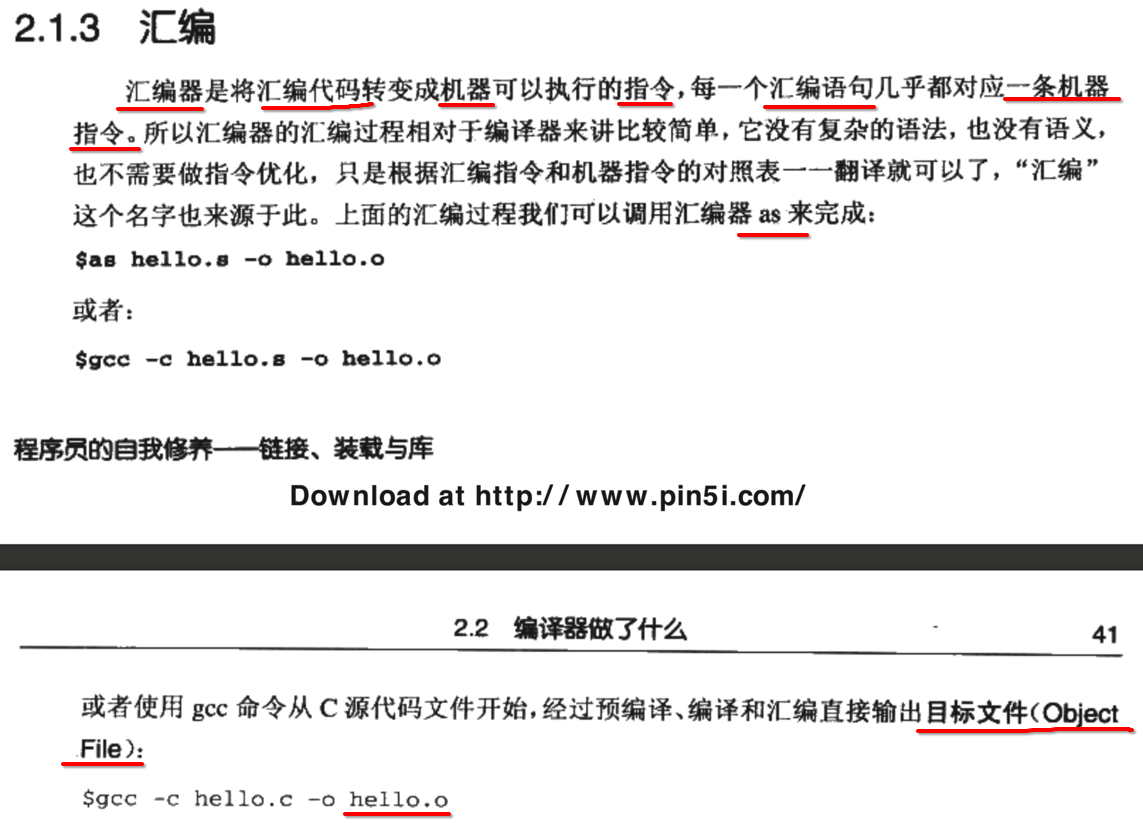 2.1.3 汇编
汇编器是将汇编代码转变成机器可以执行的指令，每一个汇编语句几乎都对应一条机器
指令。所以汇编器的汇编过程相对于编译器来讲比较简单，它没有复杂的语法，也没有语义，
也不需要做指令优化，只是根据汇编指令和机器指令的对照表一一翻译就可以了，“汇编”
这个名字也来源于此。上面的汇编过程我们可以调用汇编器 as 来完成：
$as hello.s -o hello.o
或者：
$gcc -c hello.s -o hello.o
程序员的自我修养——链接、装载与库
Download at http://www.pin5i.com/
2.2 编译器做了什么 41
或者使用 gcc 命令从 C 源代码文件开始，经过预编译、编译和汇编直接输出目标文件（Object
File）：
$gcc -c hello.c -o hello.o